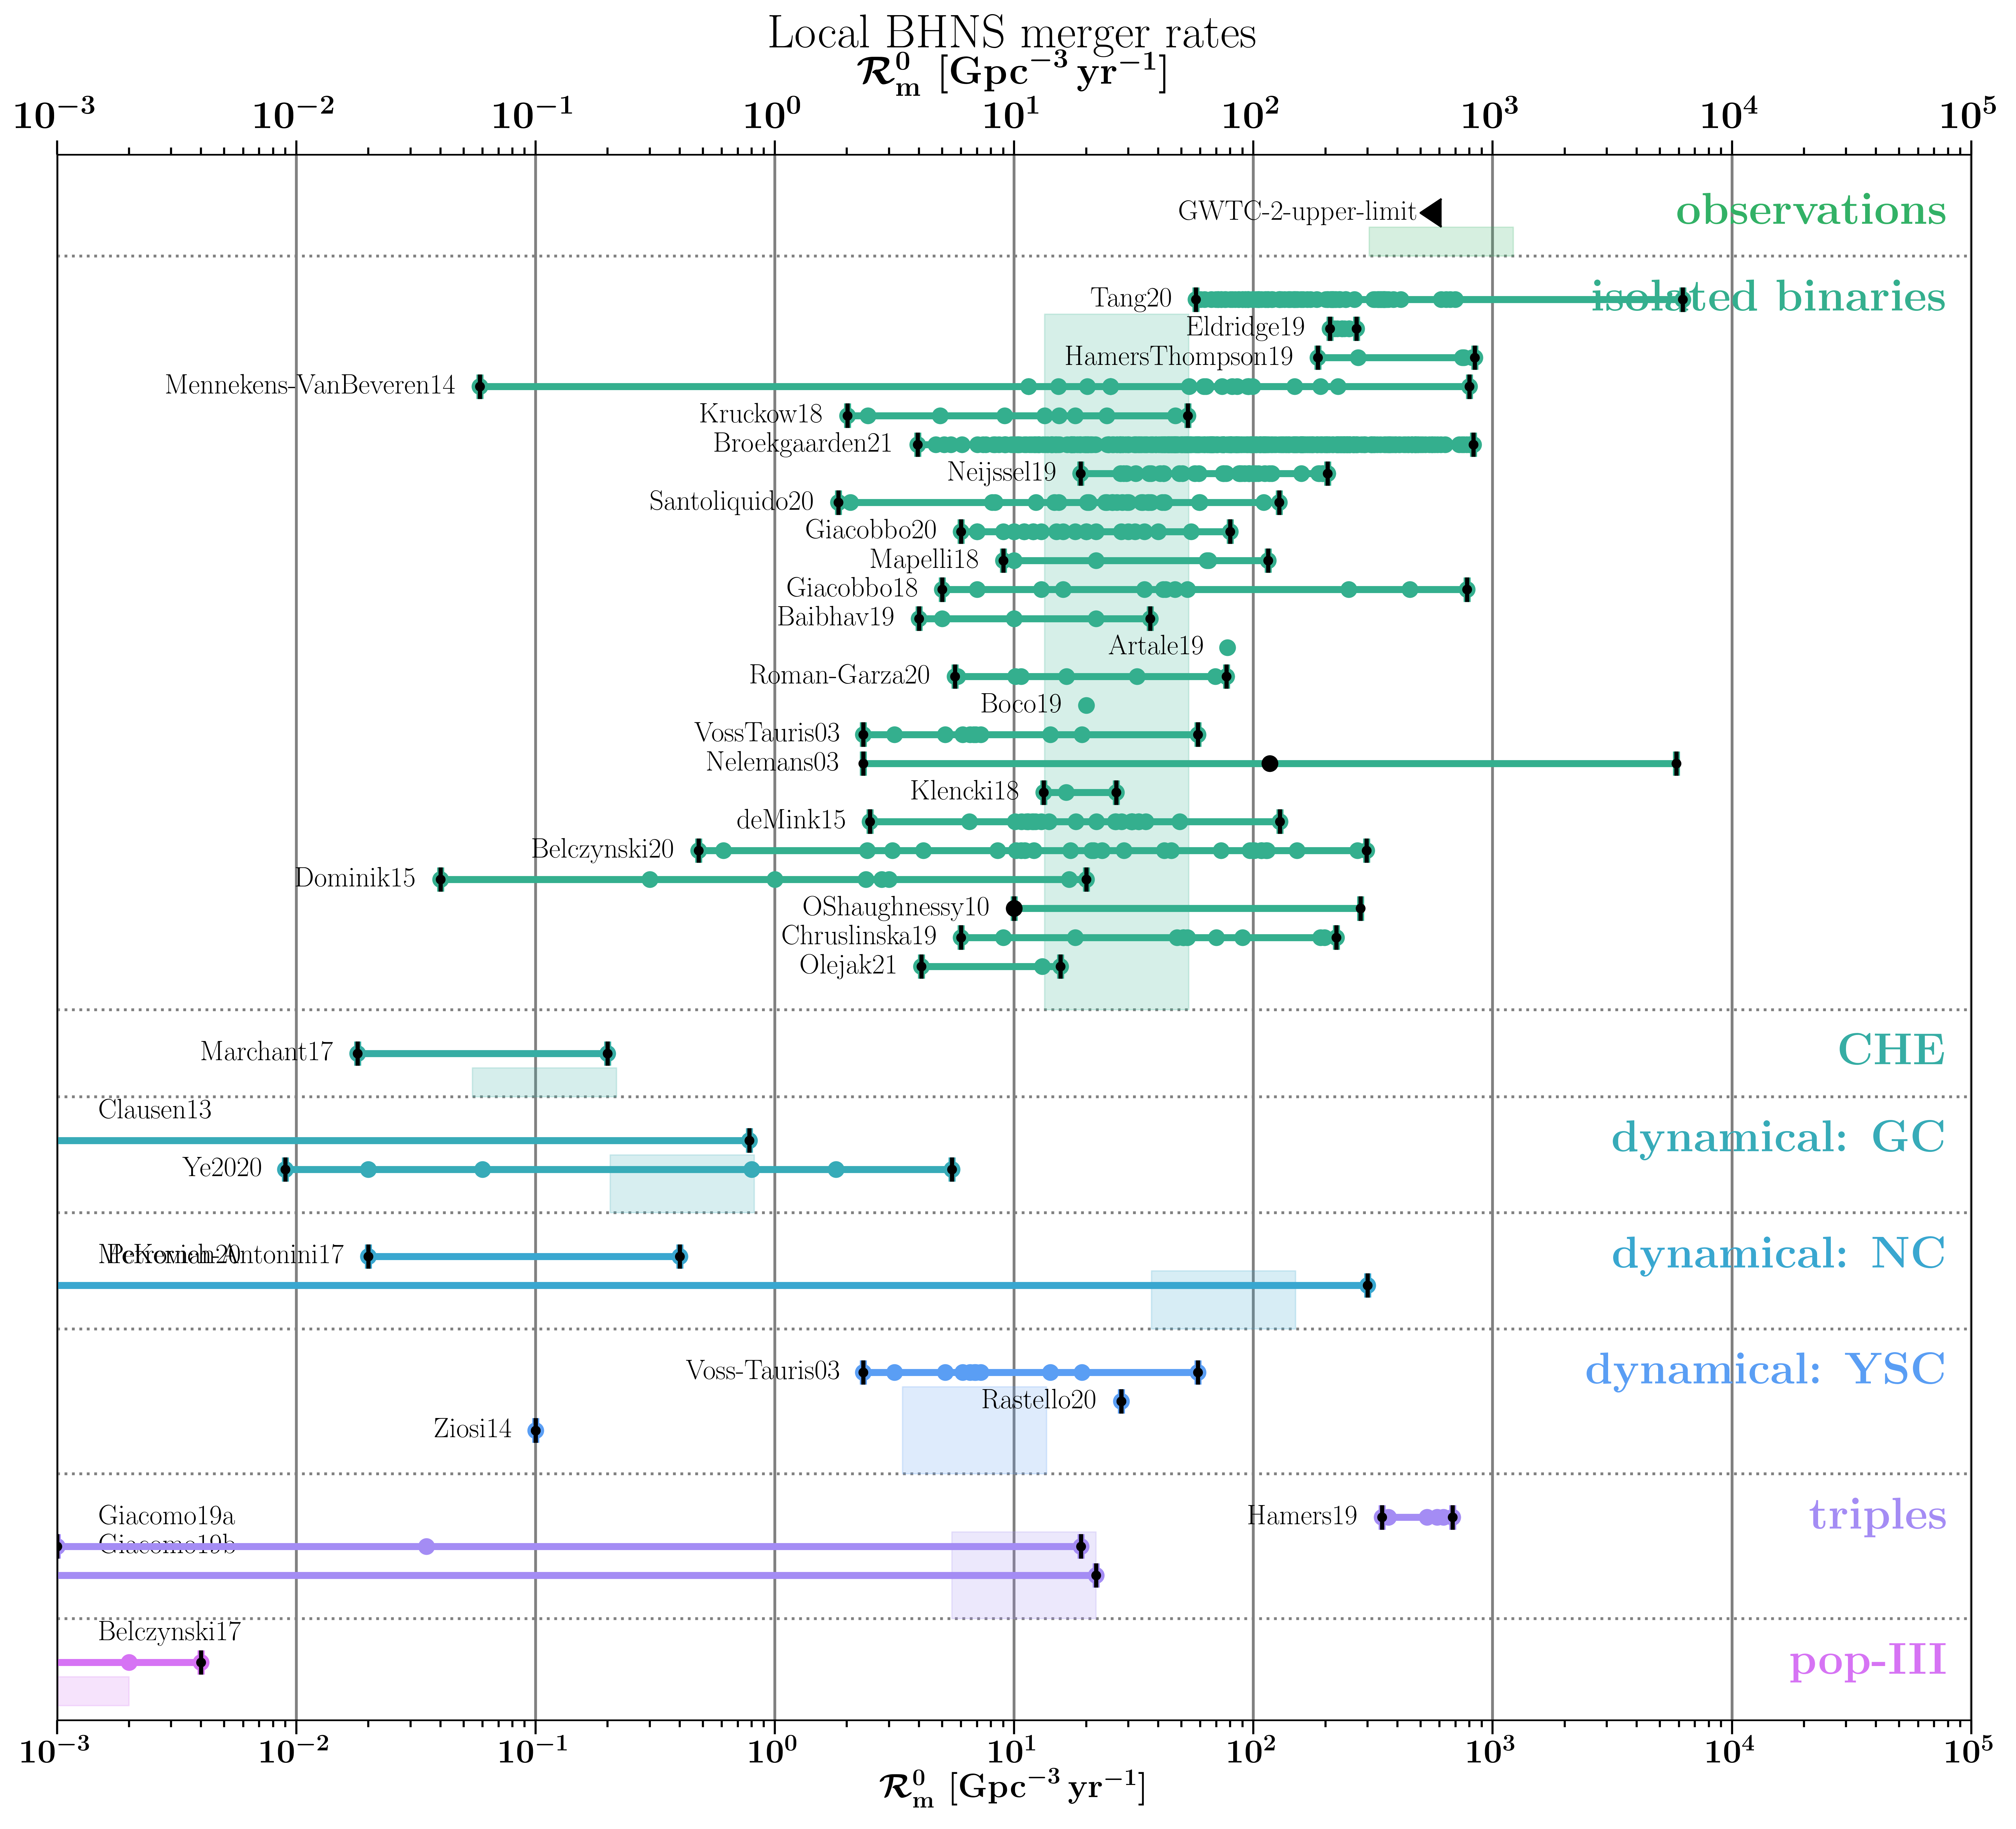 Local BHNS merger rates
𝓡⁰ₘ [Gpc⁻³ yr⁻¹]
10⁻³ 10⁻² 10⁻¹ 10⁰ 10¹ 10² 10³ 10⁴ 10⁵
GWTC-2-upper-limit
observations
Tang20
isolated binaries
Eldridge19
HamersThompson19
Mennekens-VanBeveren14
Kruckow18
Broekgaarden21
Neijssel19
Santoliquido20
Giacobbo20
Mapelli18
Giacobbo18
Baibhav19
Artale19
Roman-Garza20
Boco19
VossTauris03
Nelemans03
Klencki18
deMink15
Belczynski20
Dominik15
OShaughnessy10
Chruslinska19
Olejak21
Marchant17
CHE
Clausen13
dynamical: GC
Ye2020
Petrovich-Antonini17
dynamical: NC
Voss-Tauris03
dynamical: YSC
Rastello20
Ziosi14
Giacomo19a
Hamers19
triples
Giacomo19b
Belczynski17
pop-III
10⁻³ 10⁻² 10⁻¹ 10⁰ 10¹ 10² 10³ 10⁴ 10⁵
𝓡⁰ₘ [Gpc⁻³ yr⁻¹]